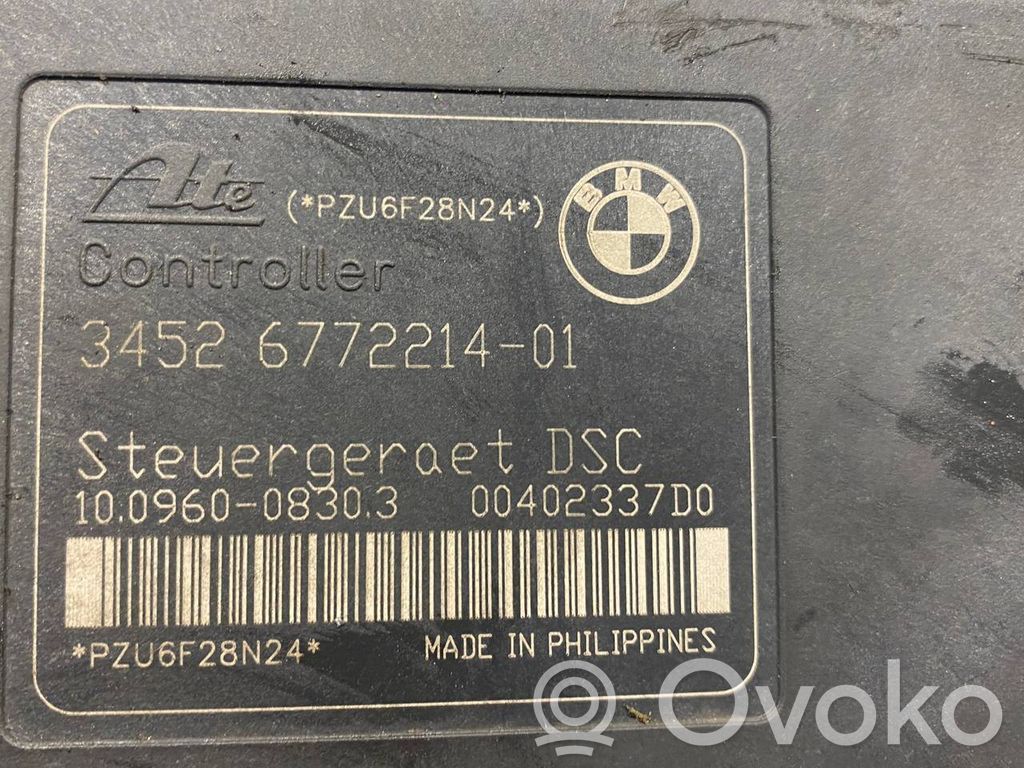 Ate (*PZU6F28N24*)
BMW
Controller
3452 6772214-01
Steuergeraet DSC
10.0960-0830.3 00402337D0
*PZU6F28N24* MADE IN PHILIPPINES
Ovoko